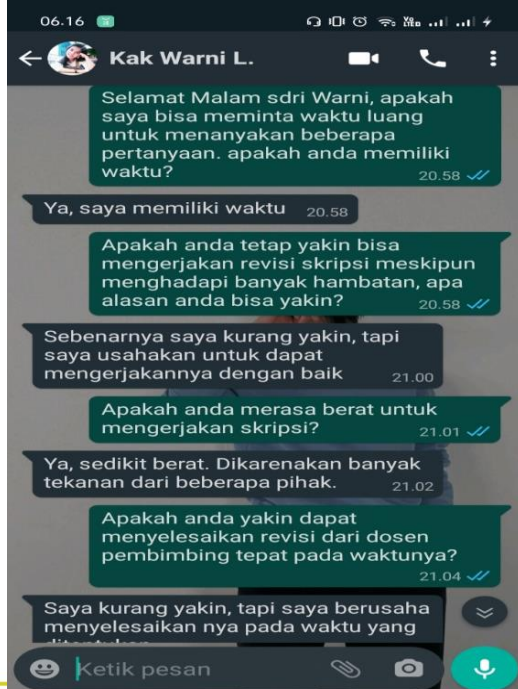 06.16
Kak Warni L.
Selamat Malam sdri Warni, apakah
saya bisa meminta waktu luang
untuk menanyakan beberapa
pertanyaan. apakah anda memiliki
waktu?
20.58
Ya, saya memiliki waktu 20.58
Apakah anda tetap yakin bisa
mengerjakan revisi skripsi meskipun
menghadapi banyak hambatan, apa
alasan anda bisa yakin? 20.58
Sebenarnya saya kurang yakin, tapi
saya usahakan untuk dapat
mengerjakannya dengan baik 21.00
Apakah anda merasa berat untuk
mengerjakan skripsi? 21.01
Ya, sedikit berat. Dikarenakan banyak
tekanan dari beberapa pihak. 21.02
Apakah anda yakin dapat
menyelesaikan revisi dari dosen
pembimbing tepat pada waktunya?
21.04
Saya kurang yakin, tapi saya berusaha
menyelesaikan nya pada waktu yang
Ketik pesan